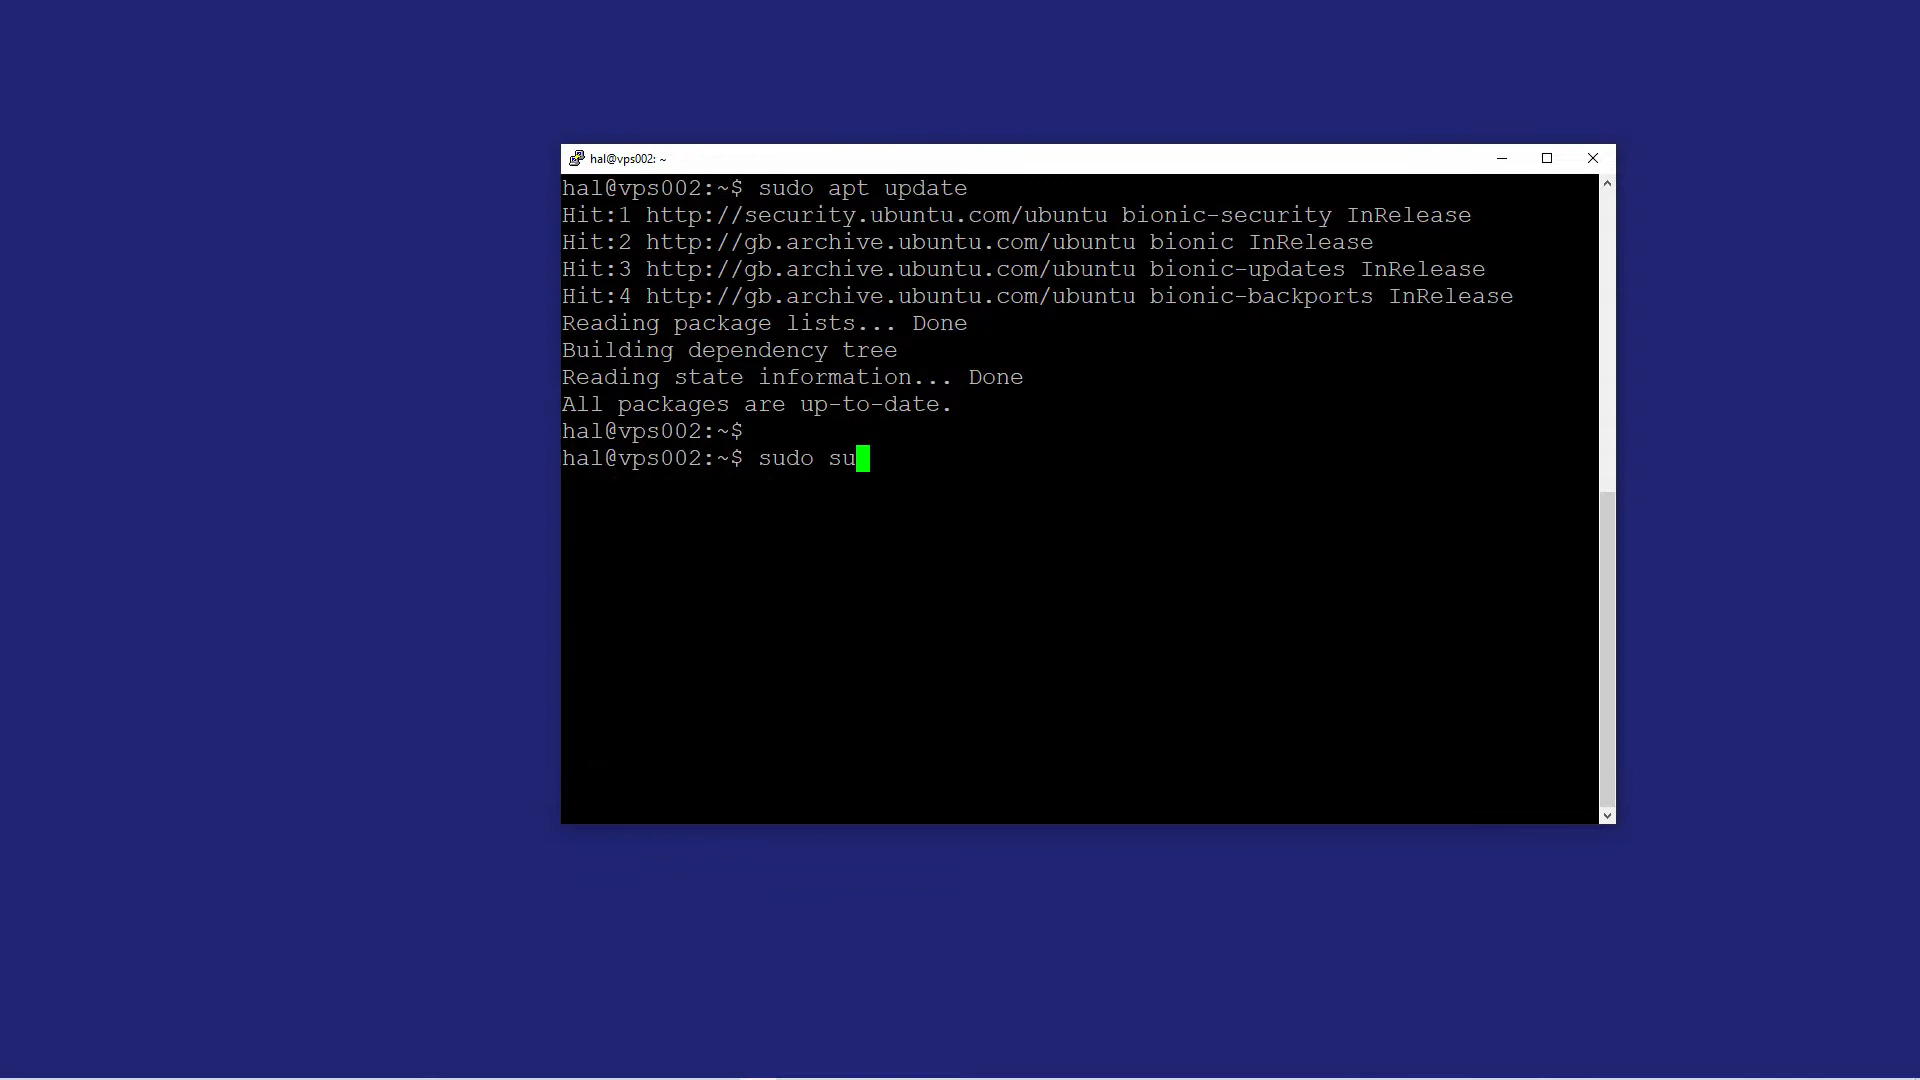 hal@vps002: ~
hal@vps002:~$ sudo apt update
Hit:1 http://security.ubuntu.com/ubuntu bionic-security InRelease
Hit:2 http://gb.archive.ubuntu.com/ubuntu bionic InRelease
Hit:3 http://gb.archive.ubuntu.com/ubuntu bionic-updates InRelease
Hit:4 http://gb.archive.ubuntu.com/ubuntu bionic-backports InRelease
Reading package lists... Done
Building dependency tree
Reading state information... Done
All packages are up-to-date.
hal@vps002:~$
hal@vps002:~$ sudo su